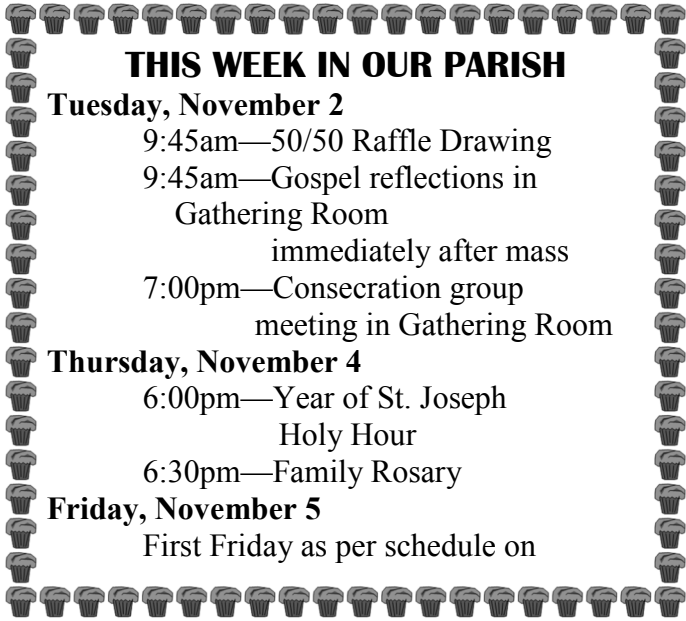 THIS WEEK IN OUR PARISH
Tuesday, November 2
9:45am—50/50 Raffle Drawing
9:45am—Gospel reflections in
Gathering Room
immediately after mass
7:00pm—Consecration group
meeting in Gathering Room
Thursday, November 4
6:00pm—Year of St. Joseph
Holy Hour
6:30pm—Family Rosary
Friday, November 5
First Friday as per schedule on